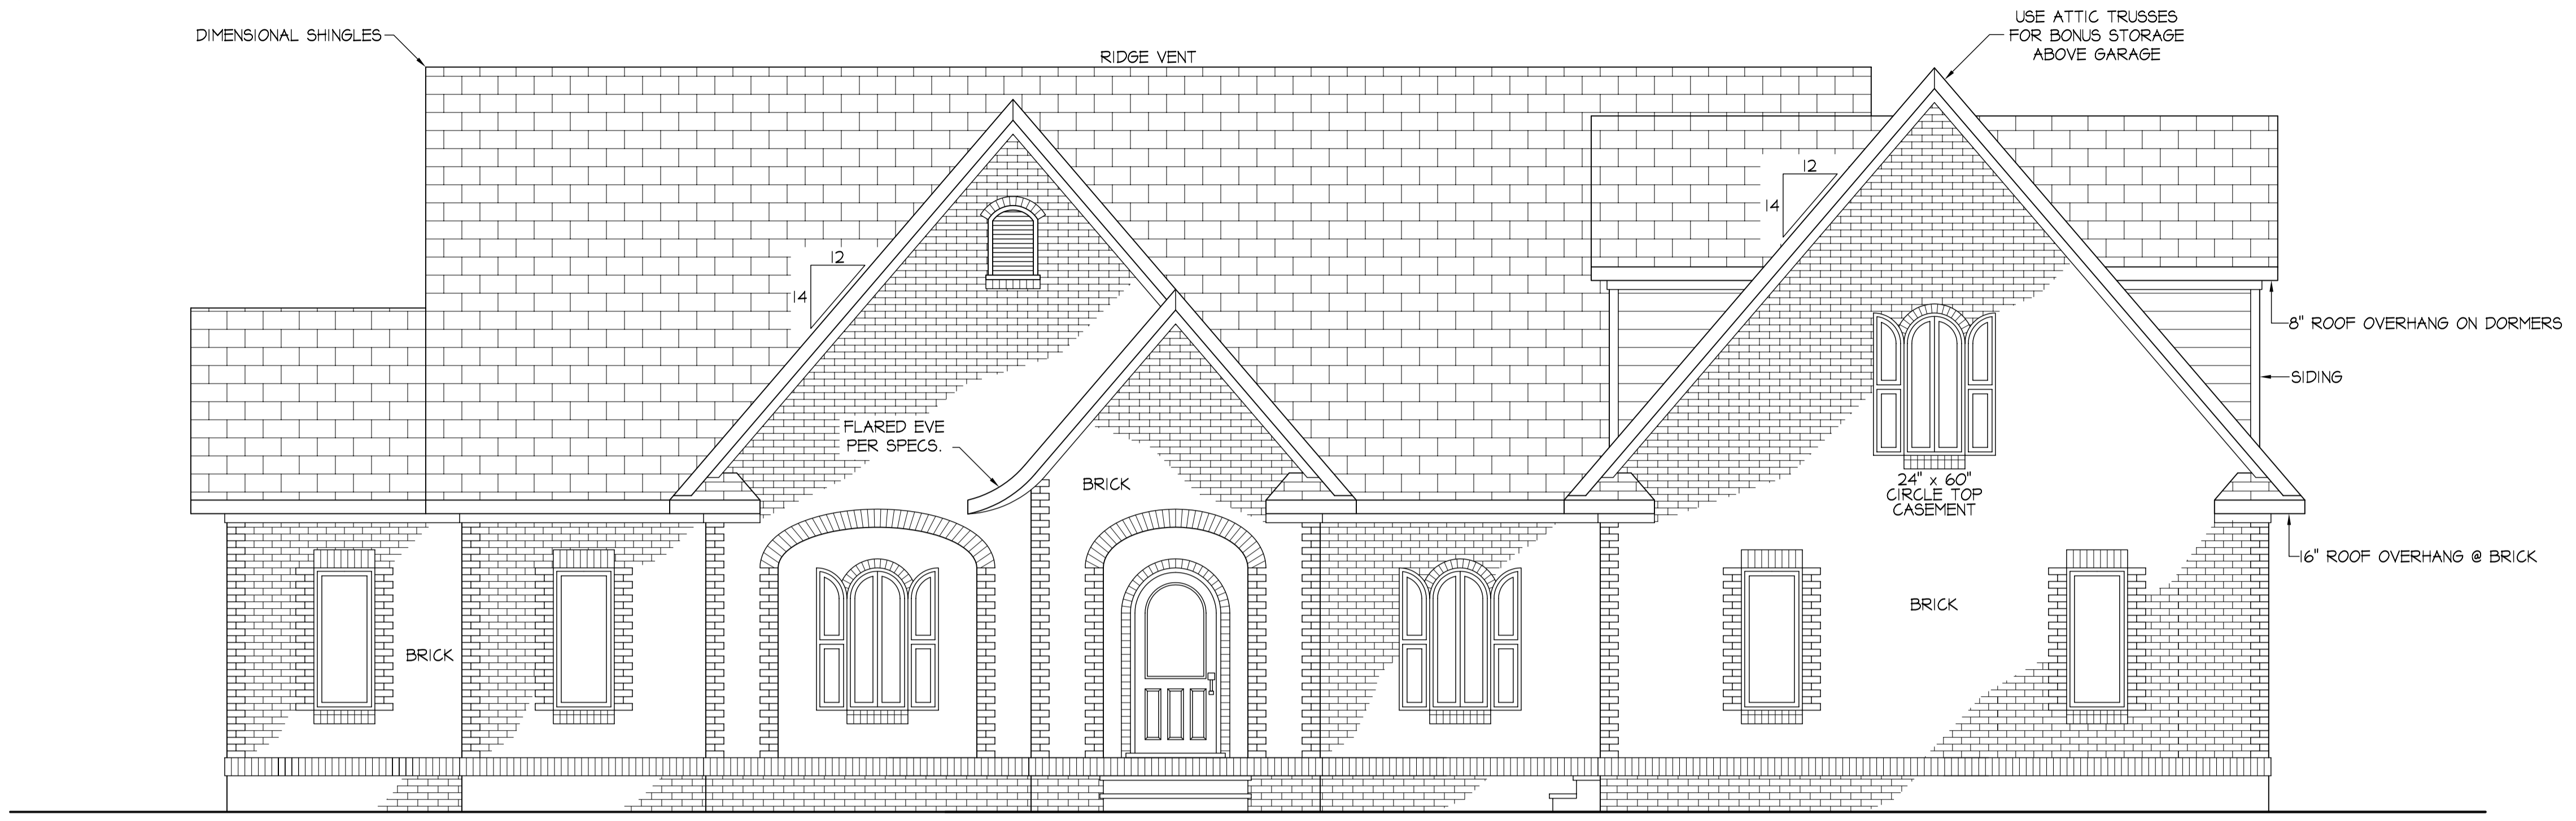 DIMENSIONAL SHINGLES
RIDGE VENT
USE ATTIC TRUSSES
FOR BONUS STORAGE
ABOVE GARAGE
12
14
12
14
8" ROOF OVERHANG ON DORMERS
SIDING
FLARED EVE
PER SPECS.
BRICK
24" x 60"
CIRCLE TOP
CASEMENT
16" ROOF OVERHANG @ BRICK
BRICK
BRICK